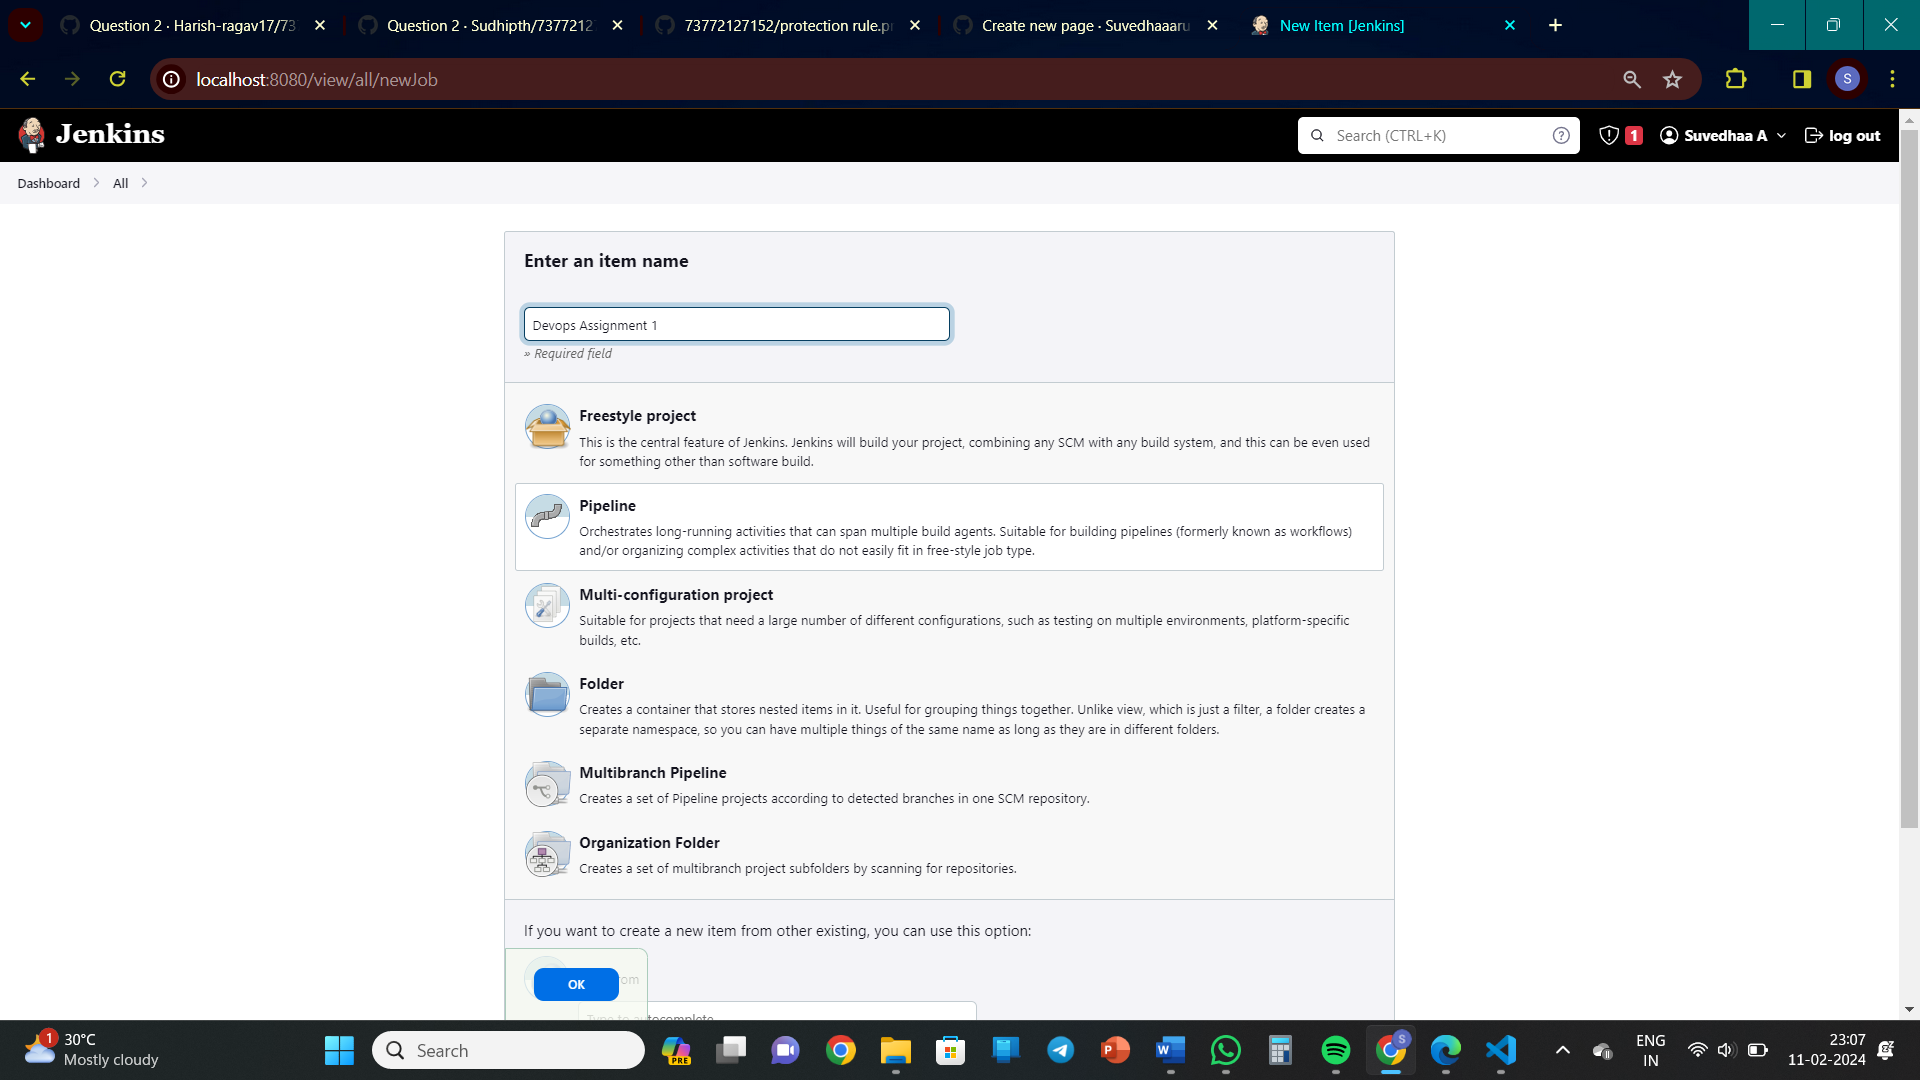 Question 2 · Harish-ragav17/73
Question 2 · Sudhipth/7377212
73772127152/protection rule.p
Create new page · Suvedhaaaru
New Item [Jenkins]
localhost:8080/view/all/newJob
S
Jenkins
Search (CTRL+K)
?
1
Suvedhaa A
log out
Dashboard
All
Enter an item name
Devops Assignment 1
» Required field
Freestyle project
This is the central feature of Jenkins. Jenkins will build your project, combining any SCM with any build system, and this can be even used
for something other than software build.
Pipeline
Orchestrates long-running activities that can span multiple build agents. Suitable for building pipelines (formerly known as workflows)
and/or organizing complex activities that do not easily fit in free-style job type.
Multi-configuration project
Suitable for projects that need a large number of different configurations, such as testing on multiple environments, platform-specific
builds, etc.
Folder
Creates a container that stores nested items in it. Useful for grouping things together. Unlike view, which is just a filter, a folder creates a
separate namespace, so you can have multiple things of the same name as long as they are in different folders.
Multibranch Pipeline
Creates a set of Pipeline projects according to detected branches in one SCM repository.
Organization Folder
Creates a set of multibranch project subfolders by scanning for repositories.
If you want to create a new item from other existing, you can use this option:
OK
om
Type to autocomplete
1
30°C
Mostly cloudy
Search
PRE
S
ENG
IN
23:07
11-02-2024